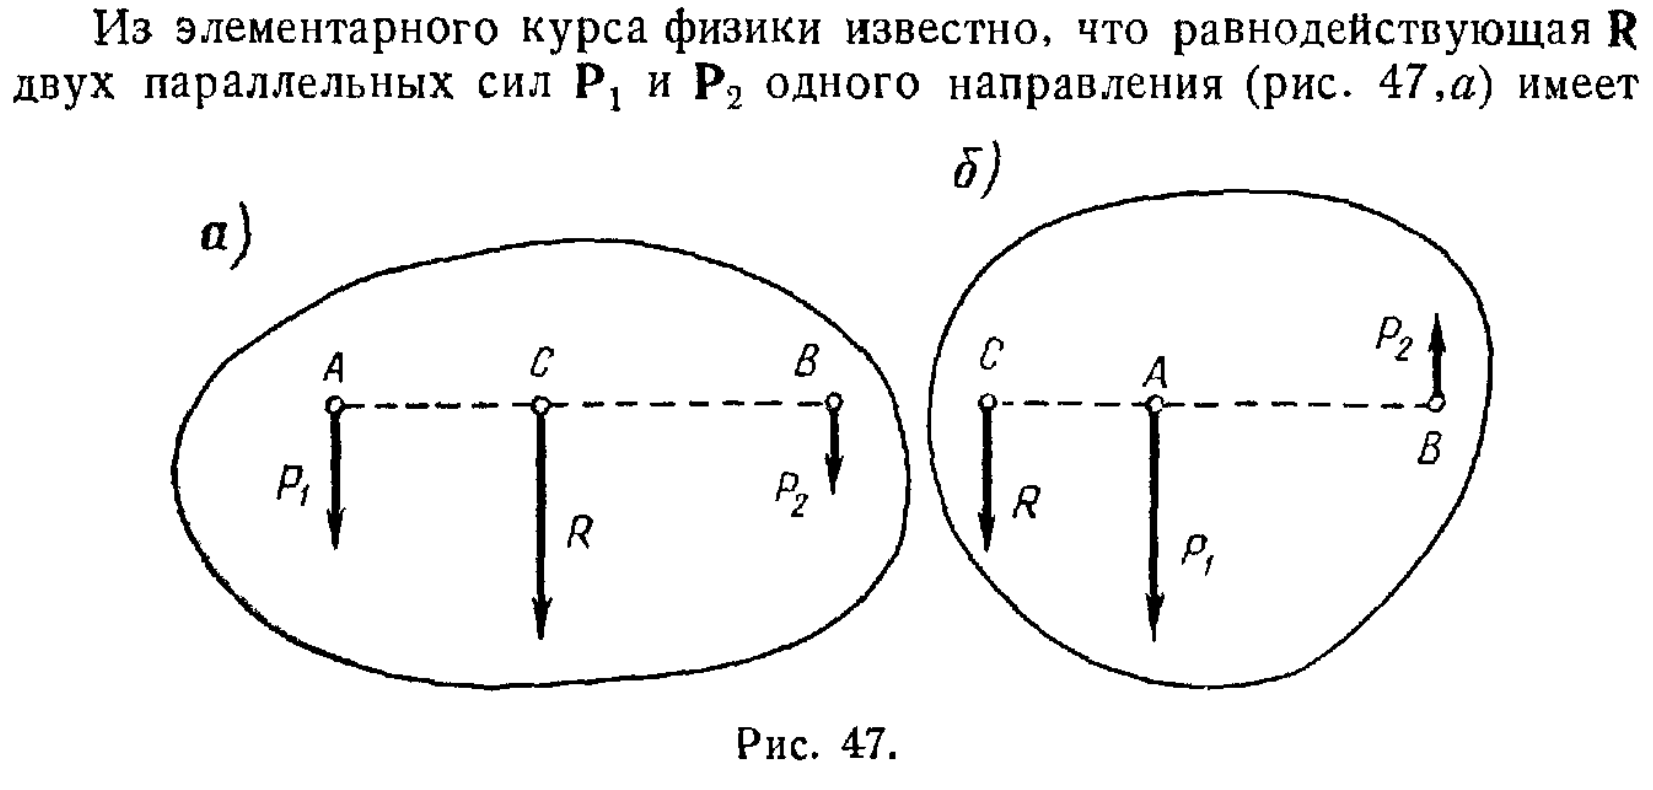 Из элементарного курса физики известно, что равнодействующая R
двух параллельных сил P₁ и P₂ одного направления (рис. 47,а) имеет
а)
A
C
B
P₁
R
P₂
б)
C
A
B
P₂
R
P₁
Рис. 47.